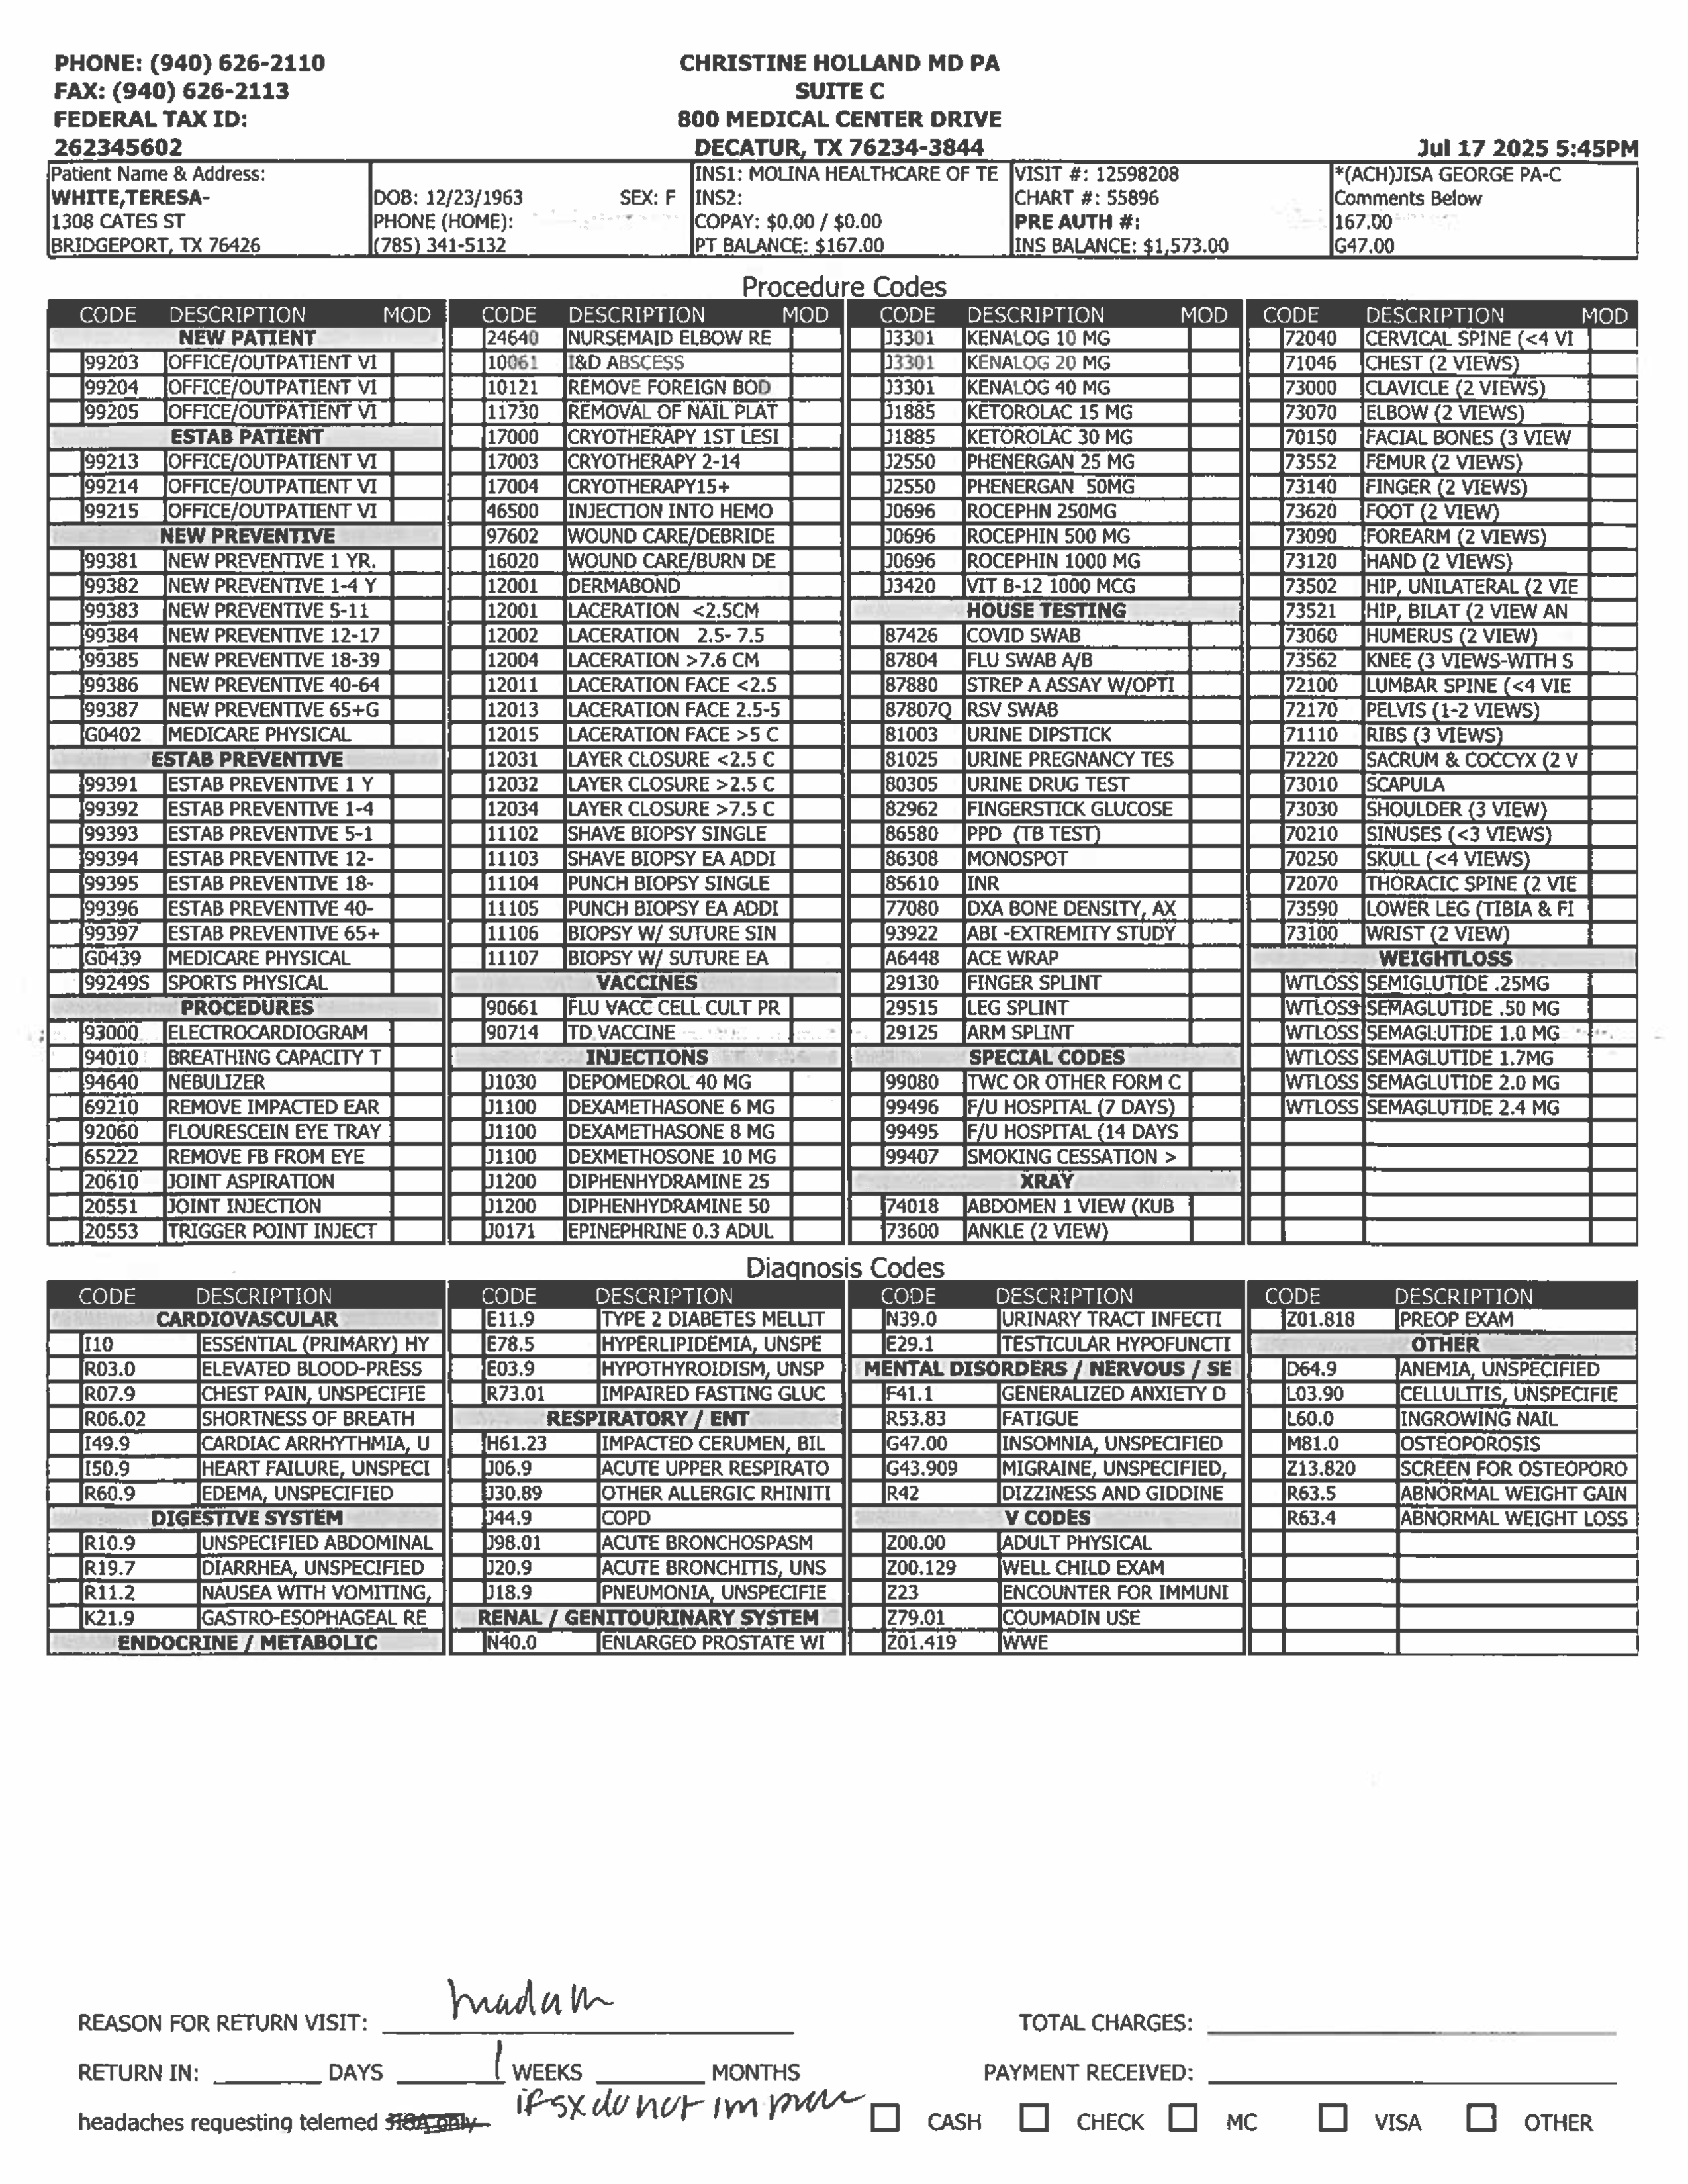 PHONE: (940) 626-2110
FAX: (940) 626-2113
FEDERAL TAX ID:
262345602
CHRISTINE HOLLAND MD PA
SUITE C
800 MEDICAL CENTER DRIVE
DECATUR, TX 76234-3844
Jul 17 2025 5:45PM
Patient Name & Address:
WHITE,TERESA-
1308 CATES ST
BRIDGEPORT, TX 76426
DOB: 12/23/1963 SEX: F
PHONE (HOME):
(785) 341-5132
INS1: MOLINA HEALTHCARE OF TE
INS2:
COPAY: $0.00 / $0.00
PT BALANCE: $167.00
VISIT #: 12598208
CHART #: 55896
PRE AUTH #:
INS BALANCE: $1,573.00
*(ACH)JISA GEORGE PA-C
Comments Below
167.00
G47.00
Procedure Codes
CODE DESCRIPTION MOD
NEW PATIENT
99203 OFFICE/OUTPATIENT VI
99204 OFFICE/OUTPATIENT VI
99205 OFFICE/OUTPATIENT VI
ESTAB PATIENT
99213 OFFICE/OUTPATIENT VI
99214 OFFICE/OUTPATIENT VI
99215 OFFICE/OUTPATIENT VI
NEW PREVENTIVE
99381 NEW PREVENTIVE 1 YR.
99382 NEW PREVENTIVE 1-4 Y
99383 NEW PREVENTIVE 5-11
99384 NEW PREVENTIVE 12-17
99385 NEW PREVENTIVE 18-39
99386 NEW PREVENTIVE 40-64
99387 NEW PREVENTIVE 65+G
G0402 MEDICARE PHYSICAL
ESTAB PREVENTIVE
99391 ESTAB PREVENTIVE 1 Y
99392 ESTAB PREVENTIVE 1-4
99393 ESTAB PREVENTIVE 5-1
99394 ESTAB PREVENTIVE 12-
99395 ESTAB PREVENTIVE 18-
99396 ESTAB PREVENTIVE 40-
99397 ESTAB PREVENTIVE 65+
G0439 MEDICARE PHYSICAL
99249S SPORTS PHYSICAL
PROCEDURES
93000 ELECTROCARDIOGRAM
94010 BREATHING CAPACITY T
94640 NEBULIZER
69210 REMOVE IMPACTED EAR
92060 FLOURESCEIN EYE TRAY
65222 REMOVE FB FROM EYE
20610 JOINT ASPIRATION
20551 JOINT INJECTION
20553 TRIGGER POINT INJECT
CODE DESCRIPTION MOD
24640 NURSEMAID ELBOW RE
10061 I&D ABSCESS
10121 REMOVE FOREIGN BOD
11730 REMOVAL OF NAIL PLAT
17000 CRYOTHERAPY 1ST LESI
17003 CRYOTHERAPY 2-14
17004 CRYOTHERAPY15+
46500 INJECTION INTO HEMO
97602 WOUND CARE/DEBRIDE
16020 WOUND CARE/BURN DE
12001 DERMABOND
12001 LACERATION <2.5CM
12002 LACERATION 2.5- 7.5
12004 LACERATION >7.6 CM
12011 LACERATION FACE <2.5
12013 LACERATION FACE 2.5-5
12015 LACERATION FACE >5 C
12031 LAYER CLOSURE <2.5 C
12032 LAYER CLOSURE >2.5 C
12034 LAYER CLOSURE >7.5 C
11102 SHAVE BIOPSY SINGLE
11103 SHAVE BIOPSY EA ADDI
11104 PUNCH BIOPSY SINGLE
11105 PUNCH BIOPSY EA ADDI
11106 BIOPSY W/ SUTURE SIN
11107 BIOPSY W/ SUTURE EA
VACCINES
90661 FLU VACC CELL CULT PR
90714 TD VACCINE
INJECTIONS
J1030 DEPOMEDROL 40 MG
J1100 DEXAMETHASONE 6 MG
J1100 DEXAMETHASONE 8 MG
J1100 DEXMETHOSONE 10 MG
J1200 DIPHENHYDRAMINE 25
J1200 DIPHENHYDRAMINE 50
J0171 EPINEPHRINE 0.3 ADUL
CODE DESCRIPTION MOD
J3301 KENALOG 10 MG
J3301 KENALOG 20 MG
J3301 KENALOG 40 MG
J1885 KETOROLAC 15 MG
J1885 KETOROLAC 30 MG
J2550 PHENERGAN 25 MG
J2550 PHENERGAN 50MG
J0696 ROCEPHN 250MG
J0696 ROCEPHIN 500 MG
J0696 ROCEPHIN 1000 MG
J3420 VIT B-12 1000 MCG
HOUSE TESTING
87426 COVID SWAB
87804 FLU SWAB A/B
87880 STREP A ASSAY W/OPTI
87807Q RSV SWAB
81003 URINE DIPSTICK
81025 URINE PREGNANCY TES
80305 URINE DRUG TEST
82962 FINGERSTICK GLUCOSE
86580 PPD (TB TEST)
86308 MONOSPOT
85610 INR
77080 DXA BONE DENSITY, AX
93922 ABI -EXTREMITY STUDY
A6448 ACE WRAP
29130 FINGER SPLINT
29515 LEG SPLINT
29125 ARM SPLINT
SPECIAL CODES
99080 TWC OR OTHER FORM C
99496 F/U HOSPITAL (7 DAYS)
99495 F/U HOSPITAL (14 DAYS
99407 SMOKING CESSATION >
XRAY
74018 ABDOMEN 1 VIEW (KUB
73600 ANKLE (2 VIEW)
CODE DESCRIPTION MOD
72040 CERVICAL SPINE (<4 VI
71046 CHEST (2 VIEWS)
73000 CLAVICLE (2 VIEWS)
73070 ELBOW (2 VIEWS)
70150 FACIAL BONES (3 VIEW
73552 FEMUR (2 VIEWS)
73140 FINGER (2 VIEWS)
73620 FOOT (2 VIEW)
73090 FOREARM (2 VIEWS)
73120 HAND (2 VIEWS)
73502 HIP, UNILATERAL (2 VIE
73521 HIP, BILAT (2 VIEW AN
73060 HUMERUS (2 VIEW)
73562 KNEE (3 VIEWS-WITH S
72100 LUMBAR SPINE (<4 VIE
72170 PELVIS (1-2 VIEWS)
71110 RIBS (3 VIEWS)
72220 SACRUM & COCCYX (2 V
73010 SCAPULA
73030 SHOULDER (3 VIEW)
70210 SINUSES (<3 VIEWS)
70250 SKULL (<4 VIEWS)
72070 THORACIC SPINE (2 VIE
73590 LOWER LEG (TIBIA & FI
73100 WRIST (2 VIEW)
WEIGHTLOSS
WTLOSS SEMIGLUTIDE .25MG
WTLOSS SEMAGLUTIDE .50 MG
WTLOSS SEMAGLUTIDE 1.0 MG
WTLOSS SEMAGLUTIDE 1.7MG
WTLOSS SEMAGLUTIDE 2.0 MG
WTLOSS SEMAGLUTIDE 2.4 MG
Diagnosis Codes
CODE DESCRIPTION
CARDIOVASCULAR
I10 ESSENTIAL (PRIMARY) HY
R03.0 ELEVATED BLOOD-PRESS
R07.9 CHEST PAIN, UNSPECIFIE
R06.02 SHORTNESS OF BREATH
I49.9 CARDIAC ARRHYTHMIA, U
I50.9 HEART FAILURE, UNSPECI
R60.9 EDEMA, UNSPECIFIED
DIGESTIVE SYSTEM
R10.9 UNSPECIFIED ABDOMINAL
R19.7 DIARRHEA, UNSPECIFIED
R11.2 NAUSEA WITH VOMITING,
K21.9 GASTRO-ESOPHAGEAL RE
ENDOCRINE / METABOLIC
CODE DESCRIPTION
E11.9 TYPE 2 DIABETES MELLIT
E78.5 HYPERLIPIDEMIA, UNSPE
E03.9 HYPOTHYROIDISM, UNSP
R73.01 IMPAIRED FASTING GLUC
RESPIRATORY / ENT
H61.23 IMPACTED CERUMEN, BIL
J06.9 ACUTE UPPER RESPIRATO
J30.89 OTHER ALLERGIC RHINITI
J44.9 COPD
J98.01 ACUTE BRONCHOSPASM
J20.9 ACUTE BRONCHITIS, UNS
J18.9 PNEUMONIA, UNSPECIFIE
RENAL / GENITOURINARY SYSTEM
N40.0 ENLARGED PROSTATE WI
CODE DESCRIPTION
N39.0 URINARY TRACT INFECTI
E29.1 TESTICULAR HYPOFUNCTI
MENTAL DISORDERS / NERVOUS / SE
F41.1 GENERALIZED ANXIETY D
R53.83 FATIGUE
G47.00 INSOMNIA, UNSPECIFIED
G43.909 MIGRAINE, UNSPECIFIED,
R42 DIZZINESS AND GIDDINE
V CODES
Z00.00 ADULT PHYSICAL
Z00.129 WELL CHILD EXAM
Z23 ENCOUNTER FOR IMMUNI
Z79.01 COUMADIN USE
Z01.419 WWE
CODE DESCRIPTION
Z01.818 PREOP EXAM
OTHER
D64.9 ANEMIA, UNSPECIFIED
L03.90 CELLULITIS, UNSPECIFIE
L60.0 INGROWING NAIL
M81.0 OSTEOPOROSIS
Z13.820 SCREEN FOR OSTEOPORO
R63.5 ABNORMAL WEIGHT GAIN
R63.4 ABNORMAL WEIGHT LOSS
REASON FOR RETURN VISIT:
TOTAL CHARGES:
RETURN IN: DAYS 1 WEEKS MONTHS
PAYMENT RECEIVED:
if sx do not improve
headaches requesting telemed JISA only
CASH CHECK MC VISA OTHER